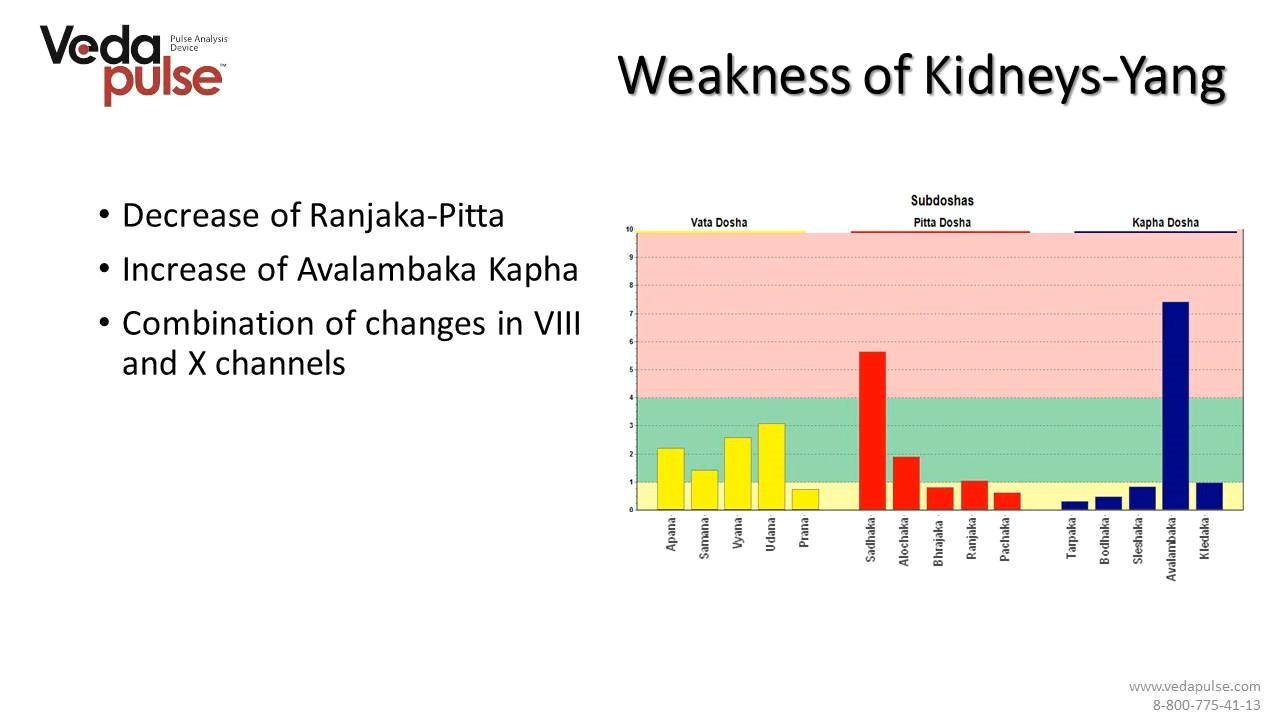 Veda
pulse™
Pulse Analysis
Device
Weakness of Kidneys-Yang
• Decrease of Ranjaka-Pitta
• Increase of Avalambaka Kapha
• Combination of changes in VIII
and X channels
Subdoshas
Vata Dosha Pitta Dosha Kapha Dosha
10
9
8
7
6
5
4
3
2
1
0
Apana Samana Vyana Udana Prana Sadhaka Alochaka Bhrajaka Ranjaka Pachaka Tarpaka Bodhaka Sleshaka Avalambaka Kledaka
www.vedapulse.com
8-800-775-41-13